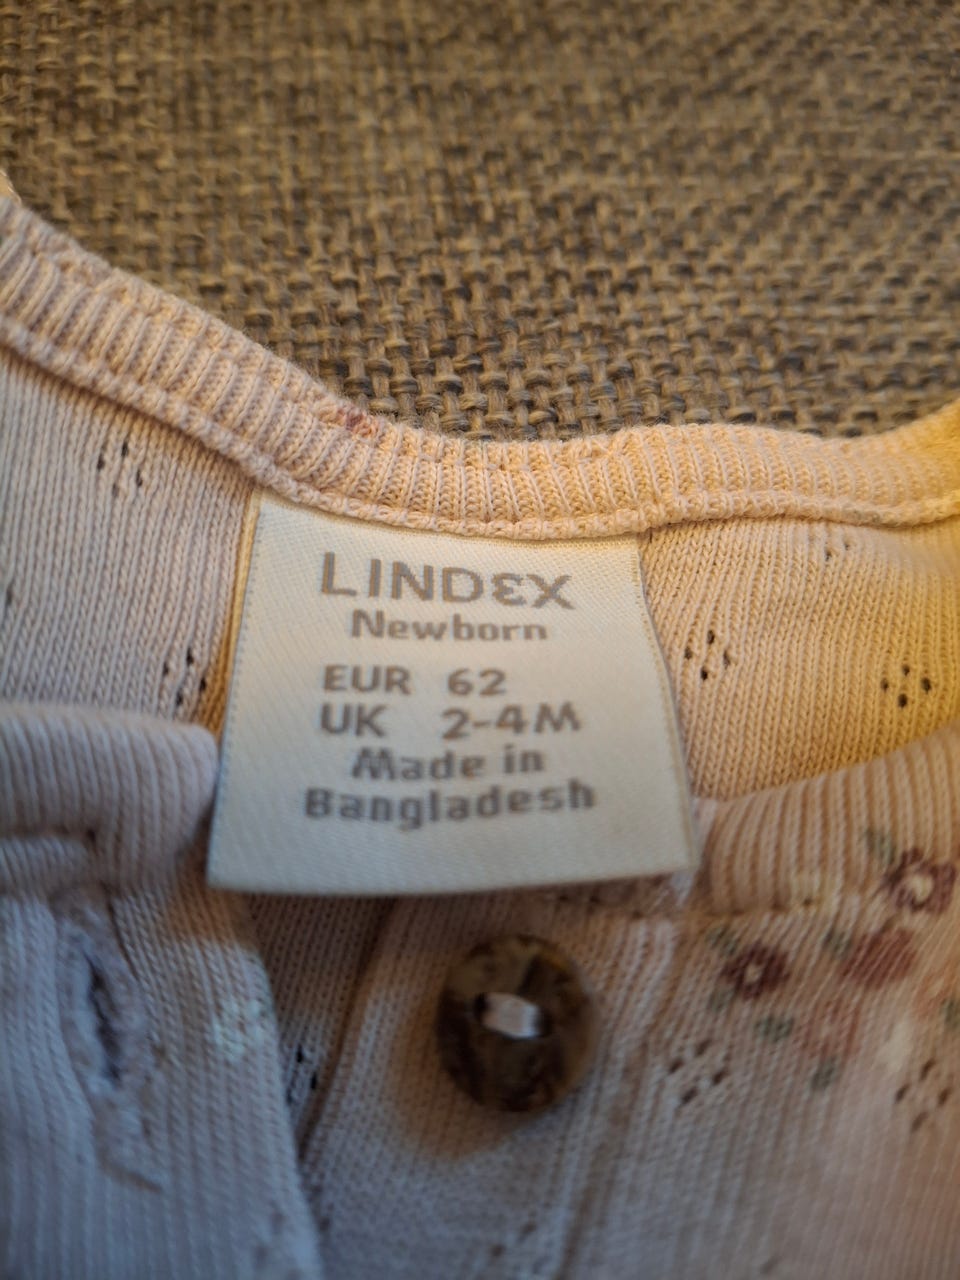 LINDEX
Newborn
EUR 62
UK 2-4M
Made in
Bangladesh